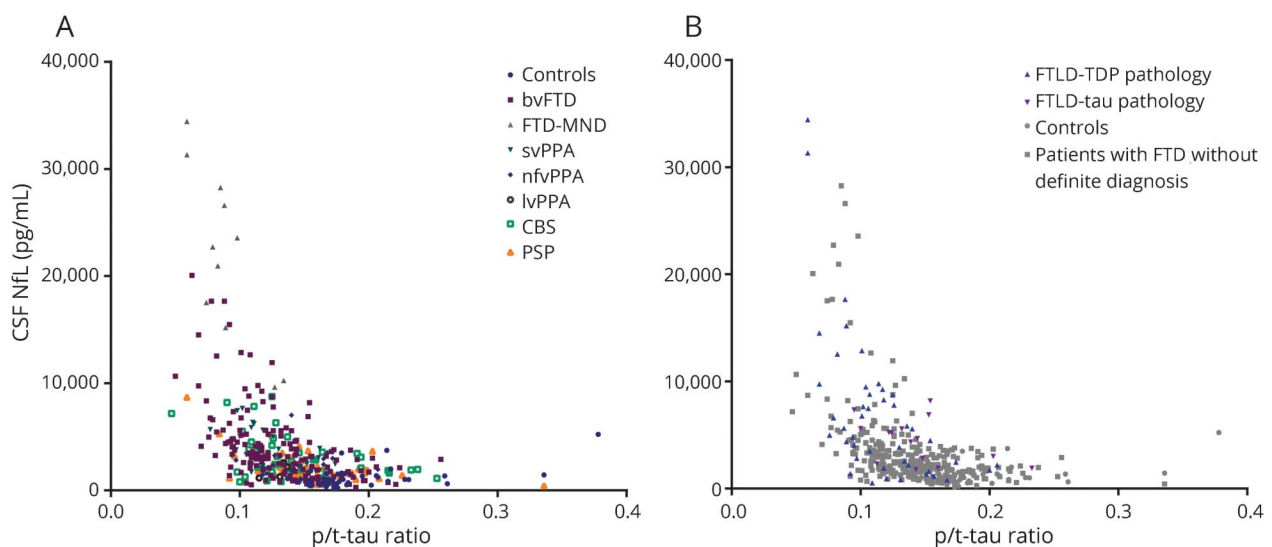 A
CSF NfL (pg/mL)
40,000
30,000
20,000
10,000
0
0.0
0.1
0.2
0.3
0.4
p/t-tau ratio
Controls
bvFTD
FTD-MND
svPPA
nfvPPA
lvPPA
CBS
PSP
B
40,000
30,000
20,000
10,000
0
0.0
0.1
0.2
0.3
0.4
p/t-tau ratio
FTLD-TDP pathology
FTLD-tau pathology
Controls
Patients with FTD without
definite diagnosis